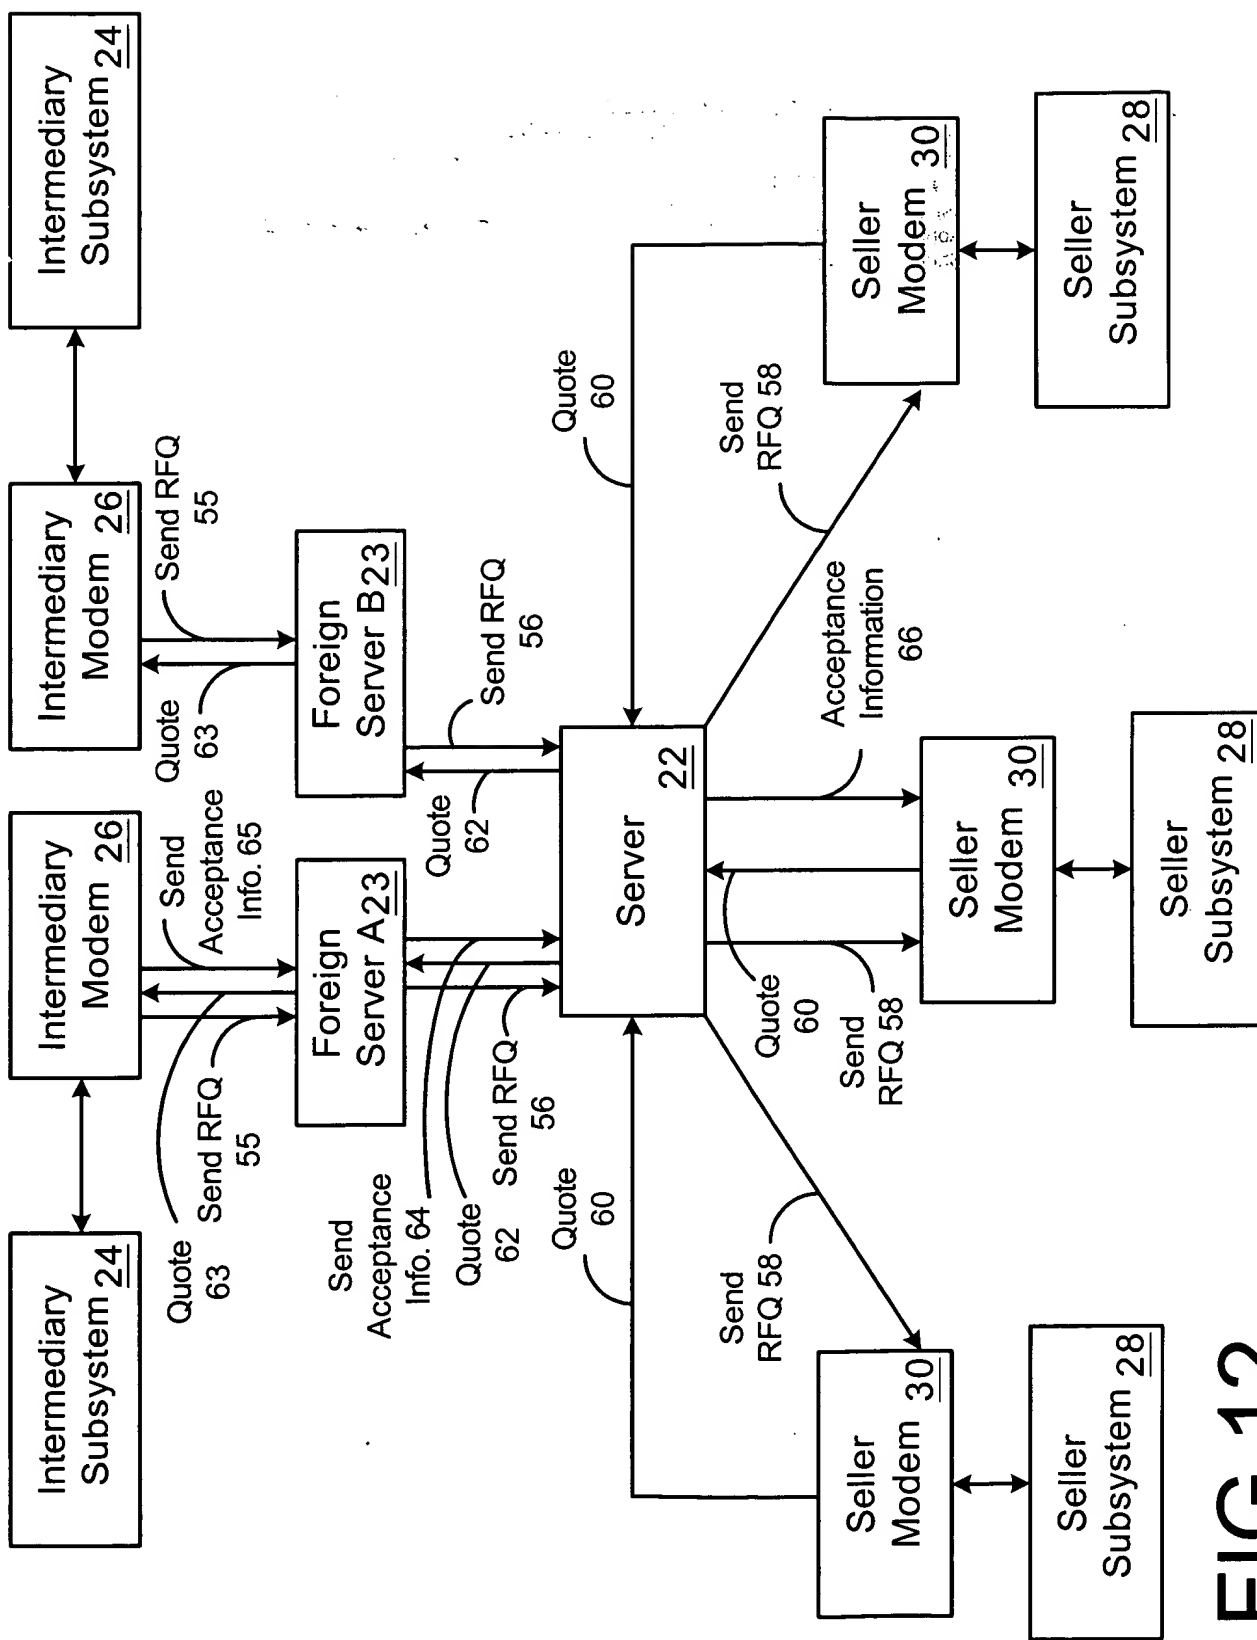 Intermediary
Subsystem 24
Intermediary
Modem 26
Intermediary
Modem 26
Intermediary
Subsystem 24
Quote
63
Send RFQ
55
Send
Acceptance
Info. 65
Quote
63
Send RFQ
55
Foreign
Server A 23
Foreign
Server B 23
Send
Acceptance
Info. 64
Quote
62
Send RFQ
56
Quote
62
Send RFQ
56
Quote
60
Server
22
Quote
60
Send
RFQ 58
Quote
60
Send
RFQ 58
Acceptance
Information
66
Send
RFQ 58
Seller
Modem 30
Seller
Modem 30
Seller
Modem 30
Seller
Subsystem 28
Seller
Subsystem 28
Seller
Subsystem 28
FIG 12